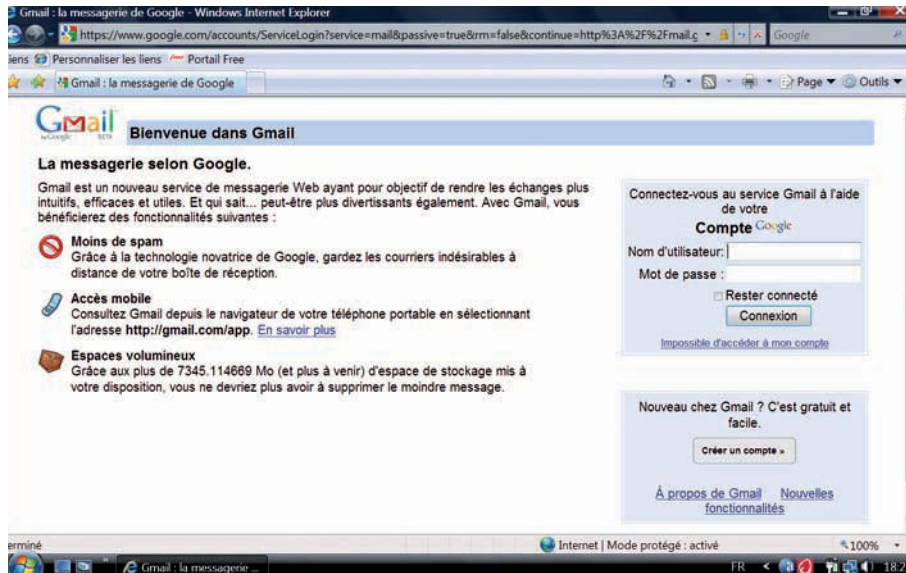 Gmail : la messagerie de Google - Windows Internet Explorer
https://www.google.com/accounts/ServiceLogin?service=mail&passive=true&rm=false&continue=http%3A%2F%2Fmail.g
Google
iens Personnaliser les liens Portail Free
Gmail : la messagerie de Google
Page Outils
Gmail
by Google BETA
Bienvenue dans Gmail
La messagerie selon Google.
Gmail est un nouveau service de messagerie Web ayant pour objectif de rendre les échanges plus
intuitifs, efficaces et utiles. Et qui sait... peut-être plus divertissants également. Avec Gmail, vous
bénéficierez des fonctionnalités suivantes :
Moins de spam
Grâce à la technologie novatrice de Google, gardez les courriers indésirables à
distance de votre boîte de réception.
Accès mobile
Consultez Gmail depuis le navigateur de votre téléphone portable en sélectionnant
l'adresse http://gmail.com/app. En savoir plus
Espaces volumineux
Grâce aux plus de 7345.114669 Mo (et plus à venir) d'espace de stockage mis à
votre disposition, vous ne devriez plus avoir à supprimer le moindre message.
Connectez-vous au service Gmail à l'aide
de votre
Compte Google
Nom d'utilisateur:
Mot de passe :
Rester connecté
Connexion
Impossible d'accéder à mon compte
Nouveau chez Gmail ? C'est gratuit et
facile.
Créer un compte »
À propos de Gmail Nouvelles
fonctionnalités
erminé
Internet | Mode protégé : activé
100%
Gmail : la messagerie ...
FR
18:2